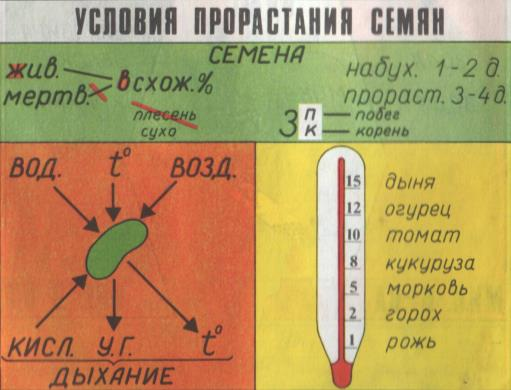 УСЛОВИЯ ПРОРАСТАНИЯ СЕМЯН
СЕМЕНА
жив.
мертв.
всхож.%
плесень
сухо
набух. 1-2 д.
прораст. 3-4 д.
З
п
к
побег
корень
ВОД.
t°
ВОЗД.
КИСЛ.
У.Г.
t°
ДЫХАНИЕ
15 дыня
12 огурец
10 томат
8 кукуруза
5 морковь
2 горох
1 рожь